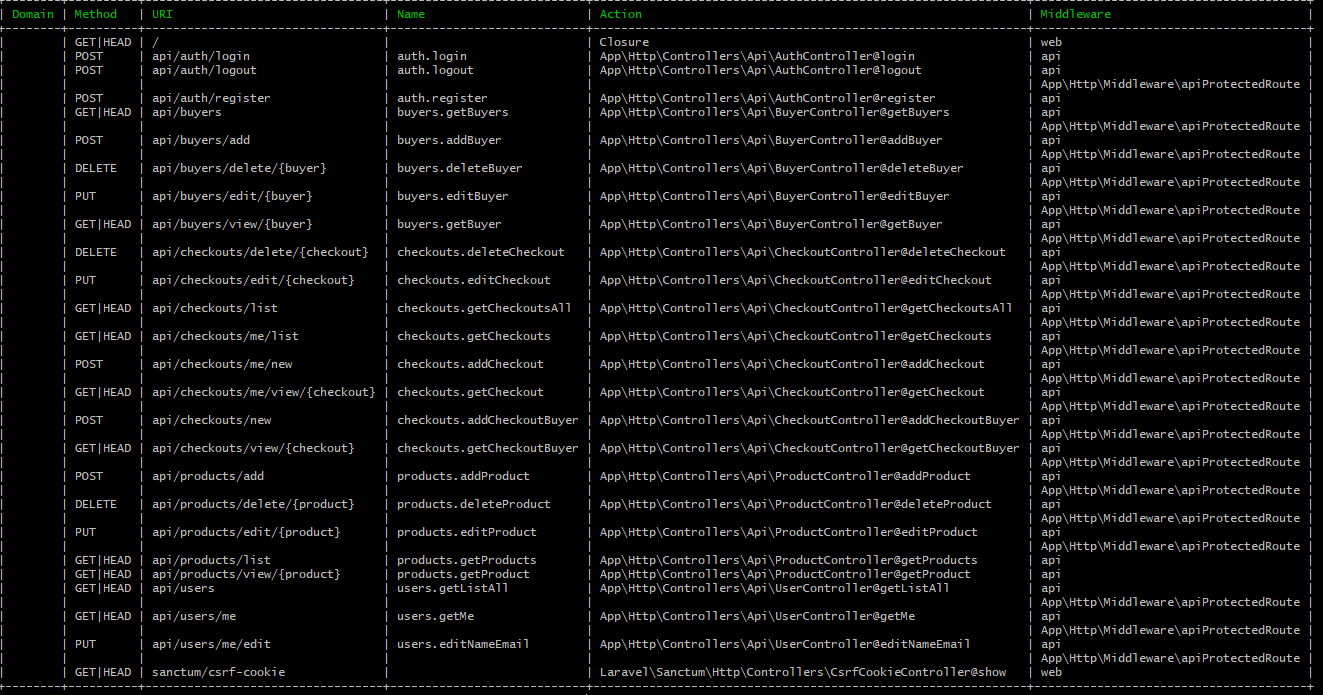 | Domain | Method | URI | Name | Action | Middleware |
| | GET|HEAD | / | | Closure | web |
| | POST | api/auth/login | auth.login | App\Http\Controllers\Api\AuthController@login | api |
| | POST | api/auth/logout | auth.logout | App\Http\Controllers\Api\AuthController@logout | api |
| | | | | | App\Http\Middleware\apiProtectedRoute |
| | POST | api/auth/register | auth.register | App\Http\Controllers\Api\AuthController@register | api |
| | GET|HEAD | api/buyers | buyers.getBuyers | App\Http\Controllers\Api\BuyerController@getBuyers | api |
| | | | | | App\Http\Middleware\apiProtectedRoute |
| | POST | api/buyers/add | buyers.addBuyer | App\Http\Controllers\Api\BuyerController@addBuyer | api |
| | | | | | App\Http\Middleware\apiProtectedRoute |
| | DELETE | api/buyers/delete/{buyer} | buyers.deleteBuyer | App\Http\Controllers\Api\BuyerController@deleteBuyer | api |
| | | | | | App\Http\Middleware\apiProtectedRoute |
| | PUT | api/buyers/edit/{buyer} | buyers.editBuyer | App\Http\Controllers\Api\BuyerController@editBuyer | api |
| | | | | | App\Http\Middleware\apiProtectedRoute |
| | GET|HEAD | api/buyers/view/{buyer} | buyers.getBuyer | App\Http\Controllers\Api\BuyerController@getBuyer | api |
| | | | | | App\Http\Middleware\apiProtectedRoute |
| | DELETE | api/checkouts/delete/{checkout} | checkouts.deleteCheckout | App\Http\Controllers\Api\CheckoutController@deleteCheckout | api |
| | | | | | App\Http\Middleware\apiProtectedRoute |
| | PUT | api/checkouts/edit/{checkout} | checkouts.editCheckout | App\Http\Controllers\Api\CheckoutController@editCheckout | api |
| | | | | | App\Http\Middleware\apiProtectedRoute |
| | GET|HEAD | api/checkouts/list | checkouts.getCheckoutsAll | App\Http\Controllers\Api\CheckoutController@getCheckoutsAll | api |
| | | | | | App\Http\Middleware\apiProtectedRoute |
| | GET|HEAD | api/checkouts/me/list | checkouts.getCheckouts | App\Http\Controllers\Api\CheckoutController@getCheckouts | api |
| | | | | | App\Http\Middleware\apiProtectedRoute |
| | POST | api/checkouts/me/new | checkouts.addCheckout | App\Http\Controllers\Api\CheckoutController@addCheckout | api |
| | | | | | App\Http\Middleware\apiProtectedRoute |
| | GET|HEAD | api/checkouts/me/view/{checkout} | checkouts.getCheckout | App\Http\Controllers\Api\CheckoutController@getCheckout | api |
| | | | | | App\Http\Middleware\apiProtectedRoute |
| | POST | api/checkouts/new | checkouts.addCheckoutBuyer | App\Http\Controllers\Api\CheckoutController@addCheckoutBuyer | api |
| | | | | | App\Http\Middleware\apiProtectedRoute |
| | GET|HEAD | api/checkouts/view/{checkout} | checkouts.getCheckoutBuyer | App\Http\Controllers\Api\CheckoutController@getCheckoutBuyer | api |
| | | | | | App\Http\Middleware\apiProtectedRoute |
| | POST | api/products/add | products.addProduct | App\Http\Controllers\Api\ProductController@addProduct | api |
| | | | | | App\Http\Middleware\apiProtectedRoute |
| | DELETE | api/products/delete/{product} | products.deleteProduct | App\Http\Controllers\Api\ProductController@deleteProduct | api |
| | | | | | App\Http\Middleware\apiProtectedRoute |
| | PUT | api/products/edit/{product} | products.editProduct | App\Http\Controllers\Api\ProductController@editProduct | api |
| | | | | | App\Http\Middleware\apiProtectedRoute |
| | GET|HEAD | api/products/list | products.getProducts | App\Http\Controllers\Api\ProductController@getProducts | api |
| | GET|HEAD | api/products/view/{product} | products.getProduct | App\Http\Controllers\Api\ProductController@getProduct | api |
| | GET|HEAD | api/users | users.getListAll | App\Http\Controllers\Api\UserController@getListAll | api |
| | | | | | App\Http\Middleware\apiProtectedRoute |
| | GET|HEAD | api/users/me | users.getMe | App\Http\Controllers\Api\UserController@getMe | api |
| | | | | | App\Http\Middleware\apiProtectedRoute |
| | PUT | api/users/me/edit | users.editNameEmail | App\Http\Controllers\Api\UserController@editNameEmail | api |
| | | | | | App\Http\Middleware\apiProtectedRoute |
| | GET|HEAD | sanctum/csrf-cookie | | Laravel\Sanctum\Http\Controllers\CsrfCookieController@show | web |